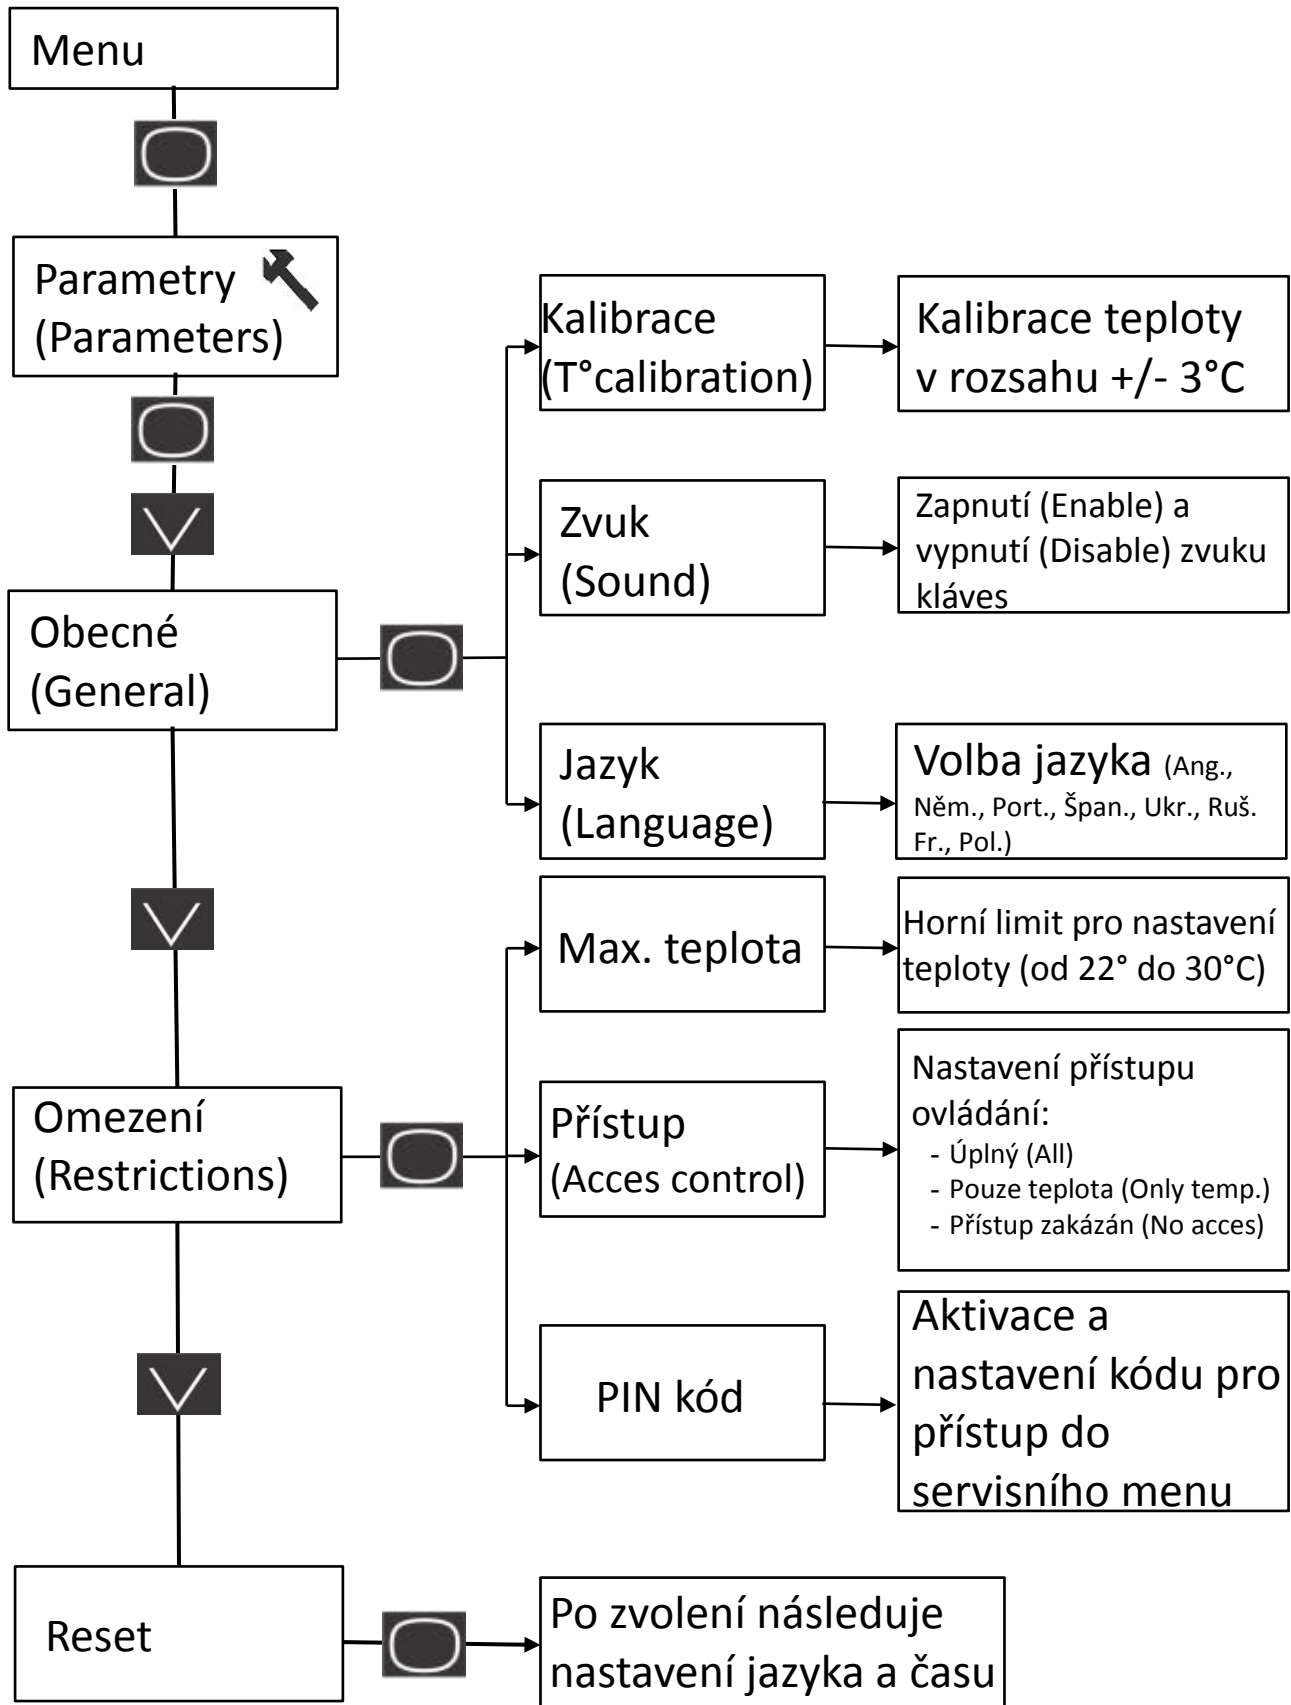 Menu
Parametry
(Parameters)
Kalibrace
(T°calibration)
Kalibrace teploty
v rozsahu +/- 3°C
Zvuk
(Sound)
Zapnutí (Enable) a
vypnutí (Disable) zvuku
kláves
Obecné
(General)
Jazyk
(Language)
Volba jazyka (Ang.,
Něm., Port., Špan., Ukr., Ruš.
Fr., Pol.)
Max. teplota
Horní limit pro nastavení
teploty (od 22° do 30°C)
Omezení
(Restrictions)
Přístup
(Acces control)
Nastavení přístupu
ovládání:
- Úplný (All)
- Pouze teplota (Only temp.)
- Přístup zakázán (No acces)
PIN kód
Aktivace a
nastavení kódu pro
přístup do
servisního menu
Reset
Po zvolení následuje
nastavení jazyka a času